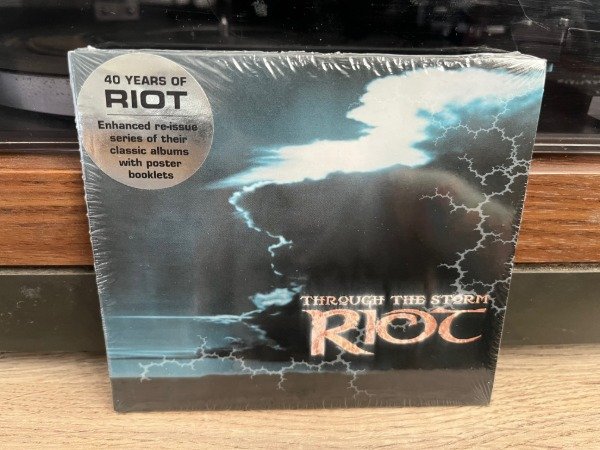 40 YEARS OF
RIOT
Enhanced re-issue
series of their
classic albums
with poster
booklets
THROUGH THE STORM
RIOT